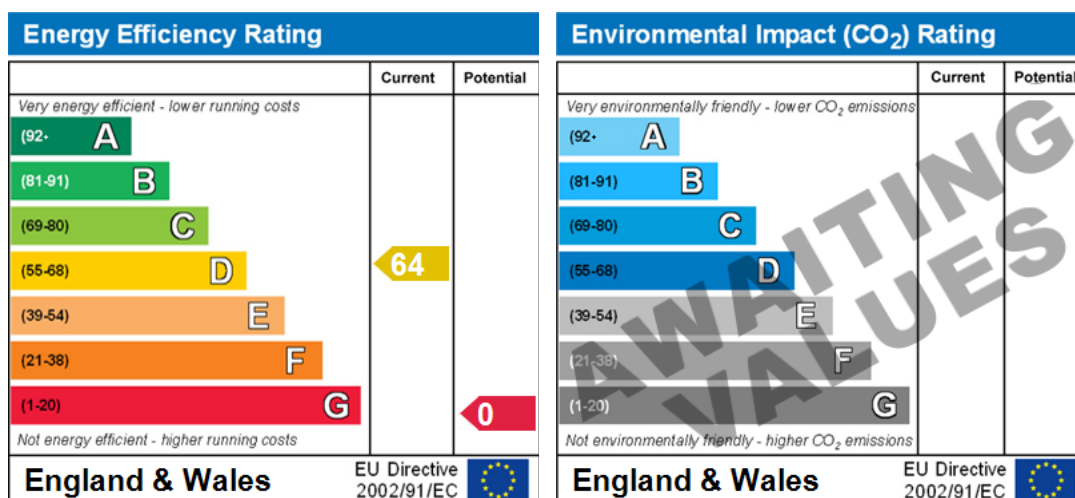 Energy Efficiency Rating
Current Potential
Very energy efficient - lower running costs
(92+ A
(81-91) B
(69-80) C
(55-68) D
64
(39-54) E
(21-38) F
(1-20) G
0
Not energy efficient - higher running costs
England & Wales
EU Directive
2002/91/EC
Environmental Impact (CO₂) Rating
Current Potential
Very environmentally friendly - lower CO₂ emissions
(92+ A
(81-91) B
(69-80) C
(55-68) D
(39-54) E
(21-38) F
(1-20) G
AWAITING
VALUES
Not environmentally friendly - higher CO₂ emissions
England & Wales
EU Directive
2002/91/EC